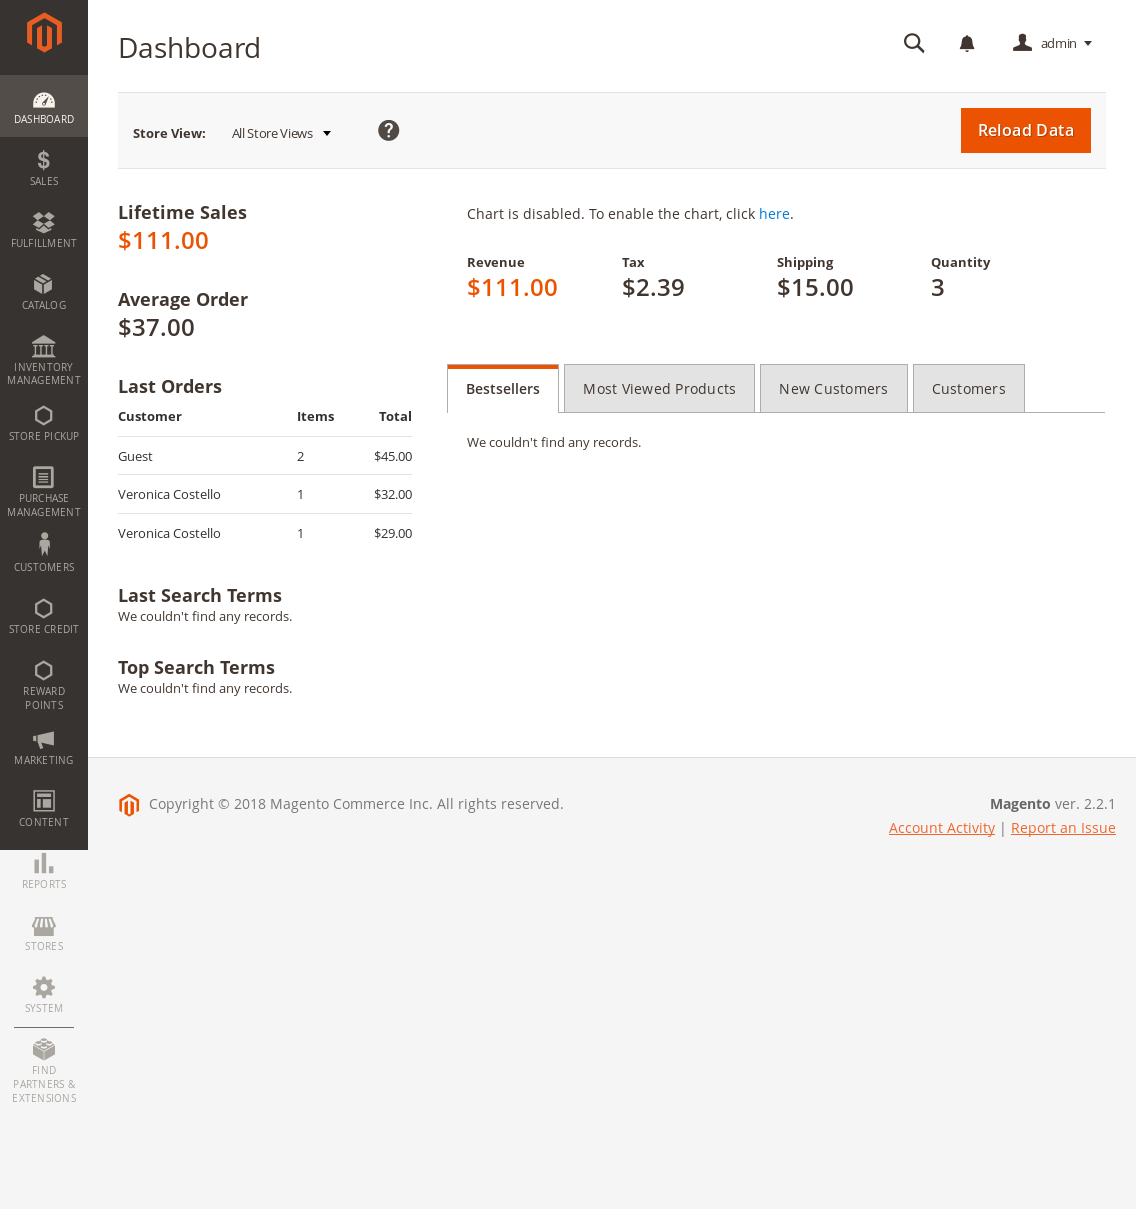 Dashboard
admin
DASHBOARD
SALES
FULFILLMENT
CATALOG
INVENTORY
MANAGEMENT
STORE PICKUP
PURCHASE
MANAGEMENT
CUSTOMERS
STORE CREDIT
REWARD
POINTS
MARKETING
CONTENT
REPORTS
STORES
SYSTEM
FIND
PARTNERS &
EXTENSIONS
Store View: All Store Views ?
Reload Data
Lifetime Sales
$111.00
Average Order
$37.00
Last Orders
Customer Items Total
Guest 2 $45.00
Veronica Costello 1 $32.00
Veronica Costello 1 $29.00
Last Search Terms
We couldn't find any records.
Top Search Terms
We couldn't find any records.
Chart is disabled. To enable the chart, click here.
Revenue Tax Shipping Quantity
$111.00 $2.39 $15.00 3
Bestsellers Most Viewed Products New Customers Customers
We couldn't find any records.
Copyright © 2018 Magento Commerce Inc. All rights reserved.
Magento ver. 2.2.1
Account Activity | Report an Issue